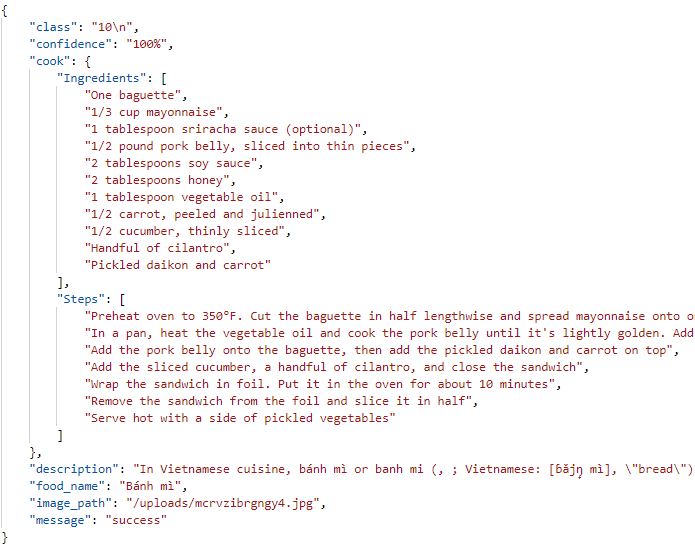 {
"class": "10\n",
"confidence": "100%",
"cook": {
"Ingredients": [
"One baguette",
"1/3 cup mayonnaise",
"1 tablespoon sriracha sauce (optional)",
"1/2 pound pork belly, sliced into thin pieces",
"2 tablespoons soy sauce",
"2 tablespoons honey",
"1 tablespoon vegetable oil",
"1/2 carrot, peeled and julienned",
"1/2 cucumber, thinly sliced",
"Handful of cilantro",
"Pickled daikon and carrot"
],
"Steps": [
"Preheat oven to 350°F. Cut the baguette in half lengthwise and spread mayonnaise onto o
"In a pan, heat the vegetable oil and cook the pork belly until it's lightly golden. Add
"Add the pork belly onto the baguette, then add the pickled daikon and carrot on top",
"Add the sliced cucumber, a handful of cilantro, and close the sandwich",
"Wrap the sandwich in foil. Put it in the oven for about 10 minutes",
"Remove the sandwich from the foil and slice it in half",
"Serve hot with a side of pickled vegetables"
]
},
"description": "In Vietnamese cuisine, bánh mì or banh mi (, ; Vietnamese: [ɓǎjŋ̟ mì], \"bread\")
"food_name": "Bánh mì",
"image_path": "/uploads/mcrvzibrgngy4.jpg",
"message": "success"
}